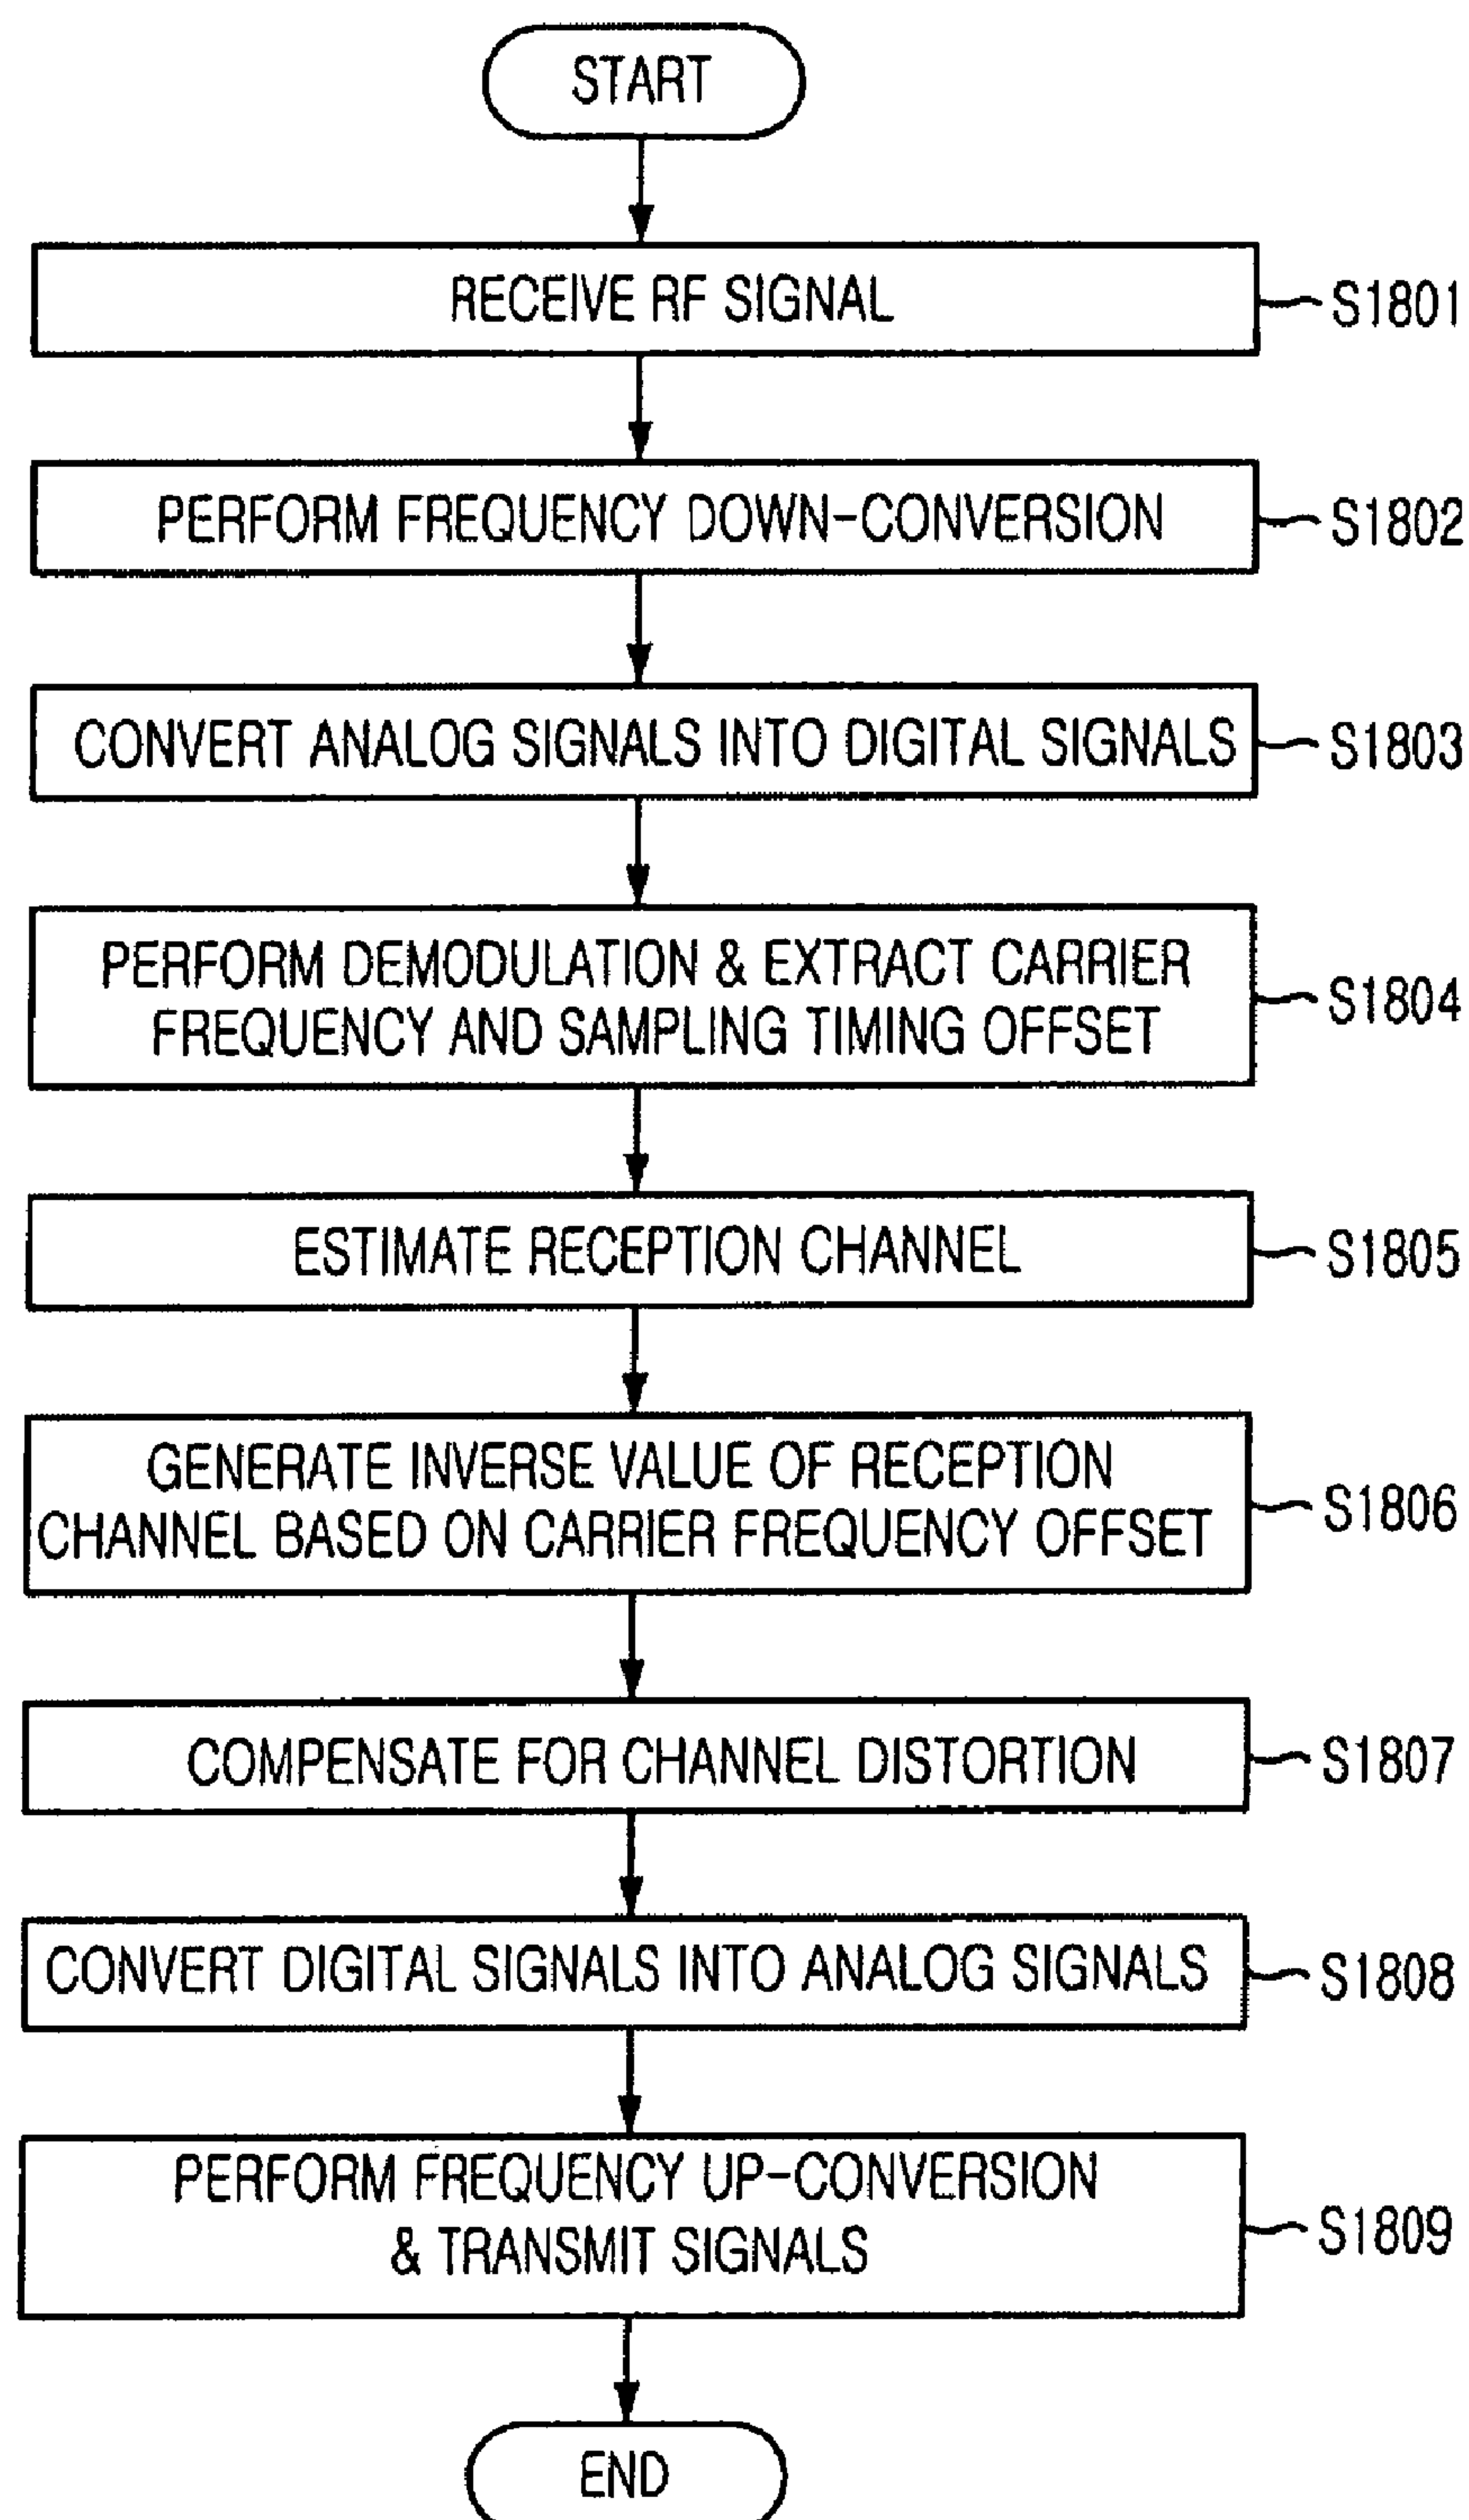 START
RECEIVE RF SIGNAL
S1801
PERFORM FREQUENCY DOWN-CONVERSION
S1802
CONVERT ANALOG SIGNALS INTO DIGITAL SIGNALS
S1803
PERFORM DEMODULATION & EXTRACT CARRIER
FREQUENCY AND SAMPLING TIMING OFFSET
S1804
ESTIMATE RECEPTION CHANNEL
S1805
GENERATE INVERSE VALUE OF RECEPTION
CHANNEL BASED ON CARRIER FREQUENCY OFFSET
S1806
COMPENSATE FOR CHANNEL DISTORTION
S1807
CONVERT DIGITAL SIGNALS INTO ANALOG SIGNALS
S1808
PERFORM FREQUENCY UP-CONVERSION
& TRANSMIT SIGNALS
S1809
END